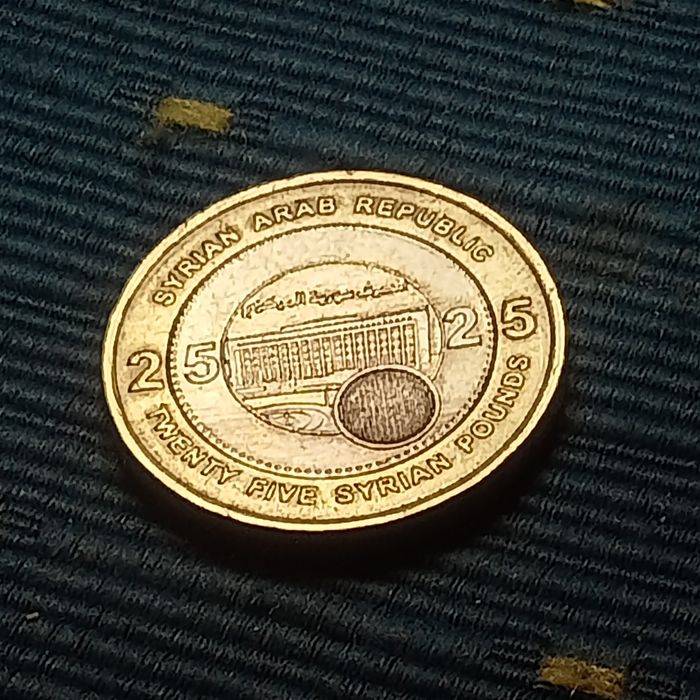 SYRIAN ARAB REPUBLIC
25
25
TWENTY FIVE SYRIAN POUNDS